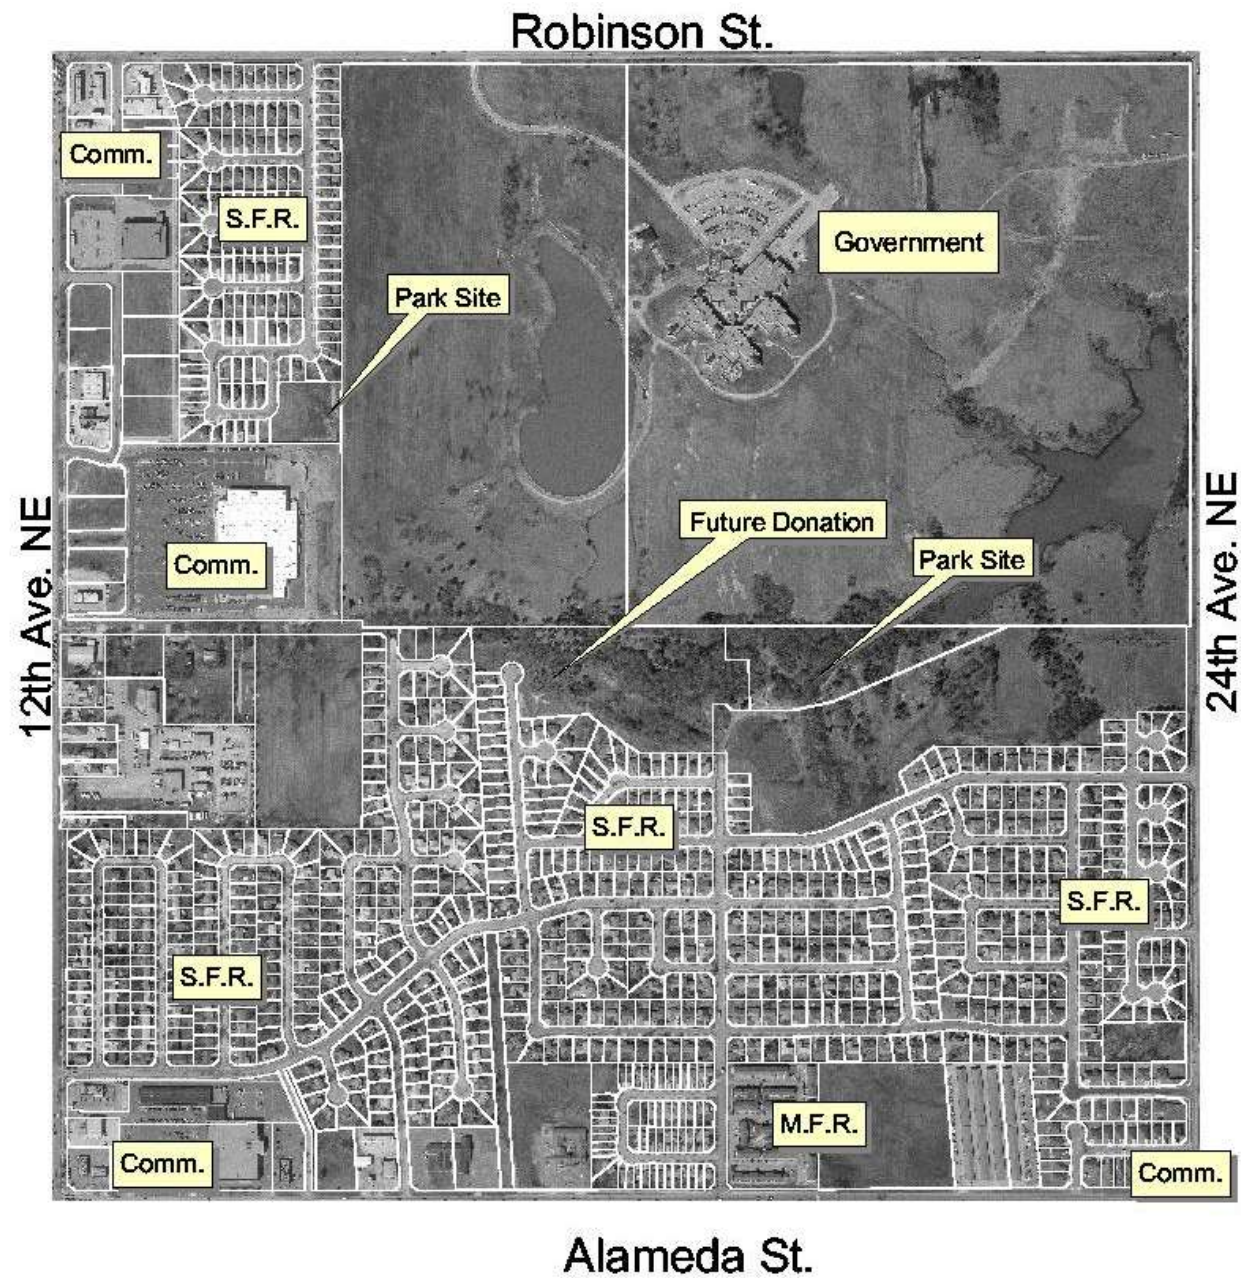 Robinson St.
Comm.
S.F.R.
Government
Park Site
12th Ave. NE
Future Donation
Park Site
Comm.
24th Ave. NE
S.F.R.
S.F.R.
S.F.R.
M.F.R.
Comm.
Comm.
Alameda St.